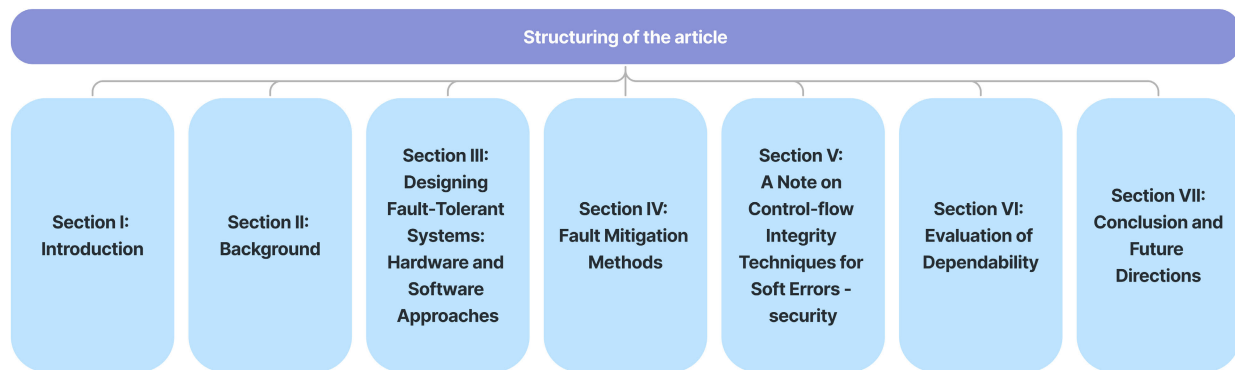 Structuring of the article
Section I:
Introduction
Section II:
Background
Section III:
Designing
Fault-Tolerant
Systems:
Hardware and
Software
Approaches
Section IV:
Fault Mitigation
Methods
Section V:
A Note on
Control-flow
Integrity
Techniques for
Soft Errors -
security
Section VI:
Evaluation of
Dependability
Section VII:
Conclusion and
Future
Directions